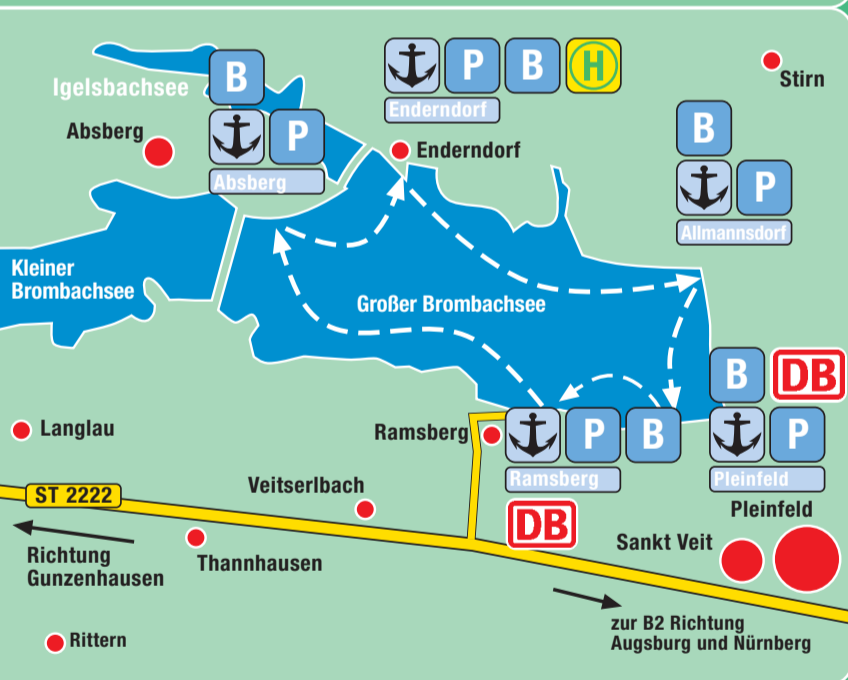 P
B
H
Enderndorf
Stirn
Igelsbachsee
B
Absberg
P
Absberg
Enderndorf
B
P
Allmannsdorf
Kleiner
Brombachsee
Großer Brombachsee
B
DB
Langlau
Ramsberg
P
B
Ramsberg
P
Pleinfeld
ST 2222
Veitserlbach
DB
Pleinfeld
Richtung
Gunzenhausen
Thannhausen
Sankt Veit
zur B2 Richtung
Augsburg und Nürnberg
Rittern